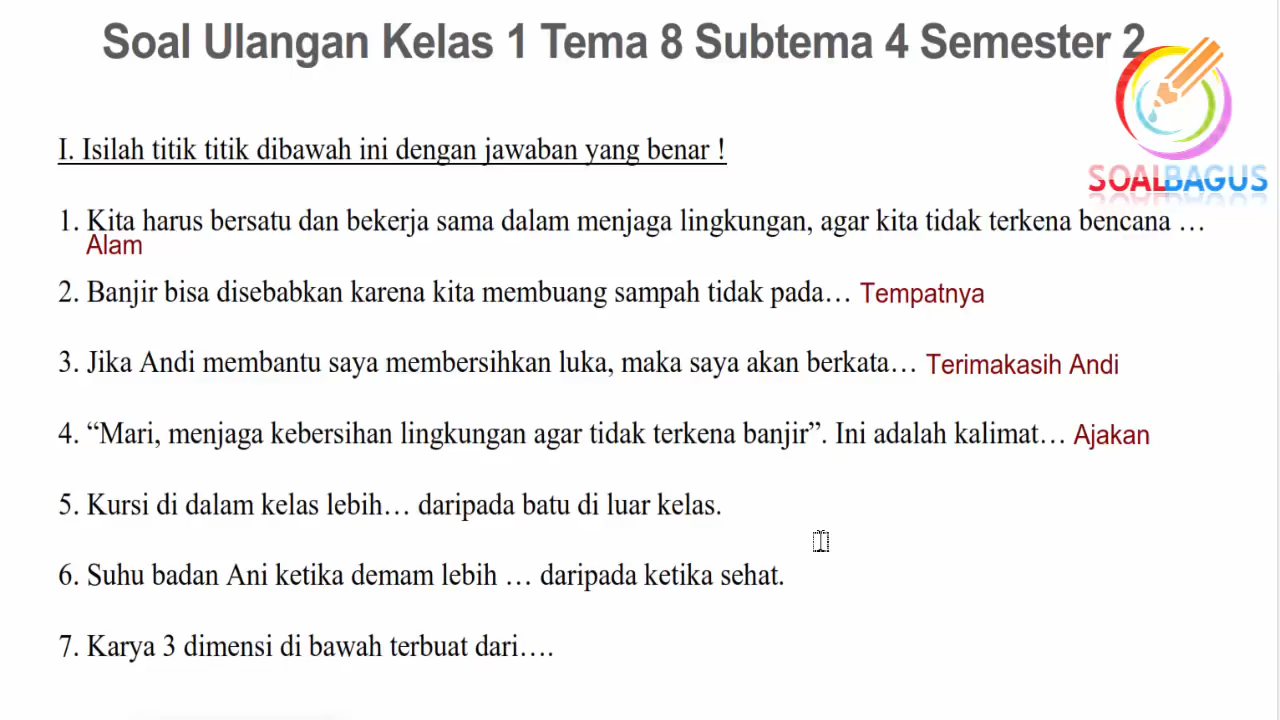 Soal Ulangan Kelas 1 Tema 8 Subtema 4 Semester 2
SOALBAGUS
I. Isilah titik titik dibawah ini dengan jawaban yang benar !
1. Kita harus bersatu dan bekerja sama dalam menjaga lingkungan, agar kita tidak terkena bencana …
Alam
2. Banjir bisa disebabkan karena kita membuang sampah tidak pada… Tempatnya
3. Jika Andi membantu saya membersihkan luka, maka saya akan berkata… Terimakasih Andi
4. “Mari, menjaga kebersihan lingkungan agar tidak terkena banjir”. Ini adalah kalimat… Ajakan
5. Kursi di dalam kelas lebih… daripada batu di luar kelas.
6. Suhu badan Ani ketika demam lebih … daripada ketika sehat.
7. Karya 3 dimensi di bawah terbuat dari….